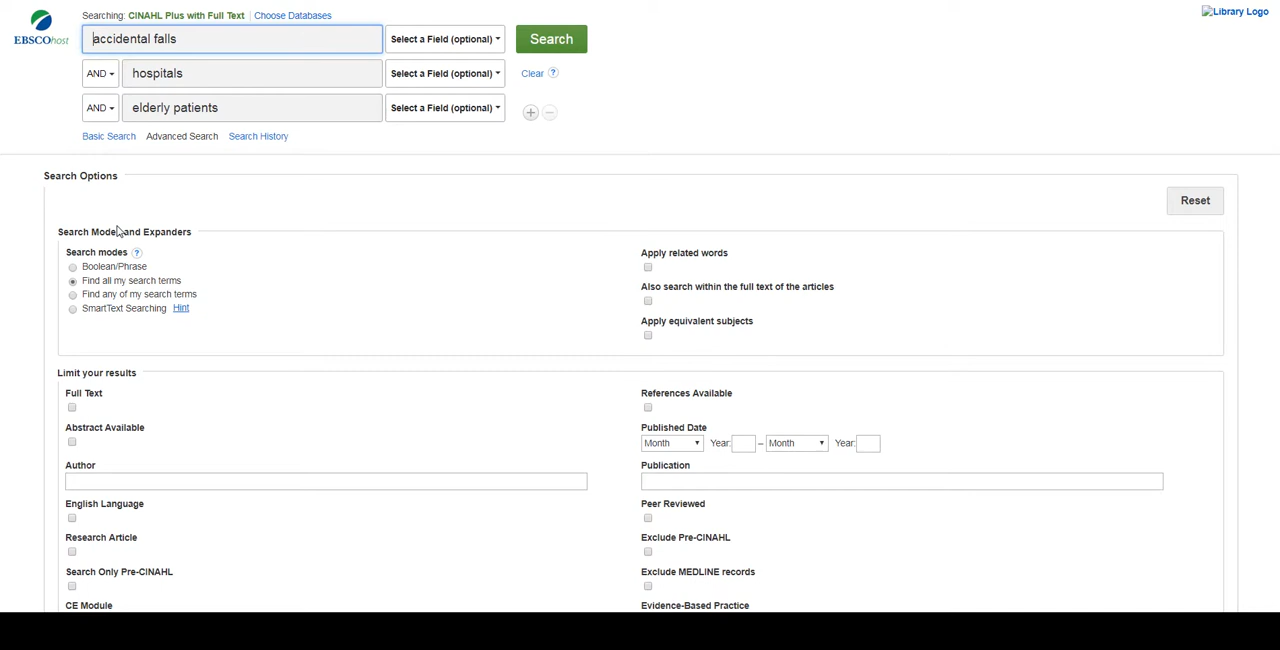 Searching: CINAHL Plus with Full Text Choose Databases
Library Logo
EBSCOhost
accidental falls Select a Field (optional) Search
AND hospitals Select a Field (optional) Clear ?
AND elderly patients Select a Field (optional) + −
Basic Search Advanced Search Search History
Search Options
Reset
Search Modes and Expanders
Search modes ?
Boolean/Phrase
Find all my search terms
Find any of my search terms
SmartText Searching Hint
Apply related words
Also search within the full text of the articles
Apply equivalent subjects
Limit your results
Full Text
References Available
Abstract Available
Published Date
Month Year: – Month Year:
Author
Publication
English Language
Peer Reviewed
Research Article
Exclude Pre-CINAHL
Search Only Pre-CINAHL
Exclude MEDLINE records
CE Module
Evidence-Based Practice